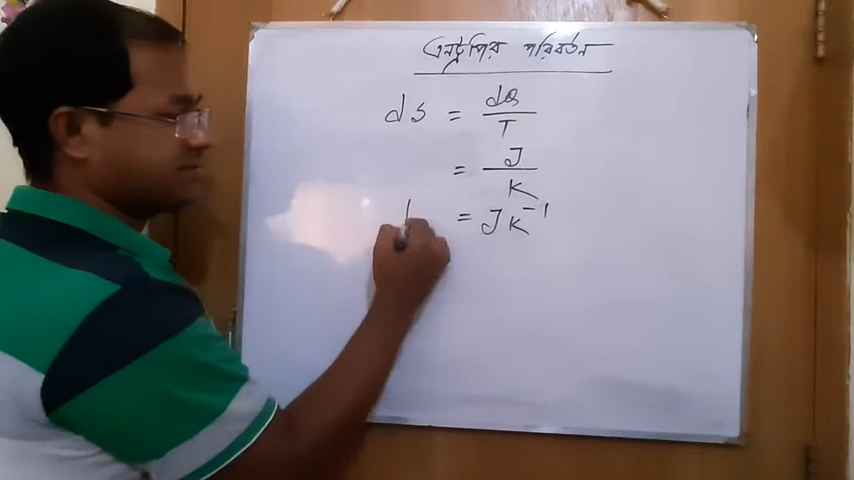 এনট্রপির পরিবর্তন
dS = dQ/T
= J/K
= JK⁻¹